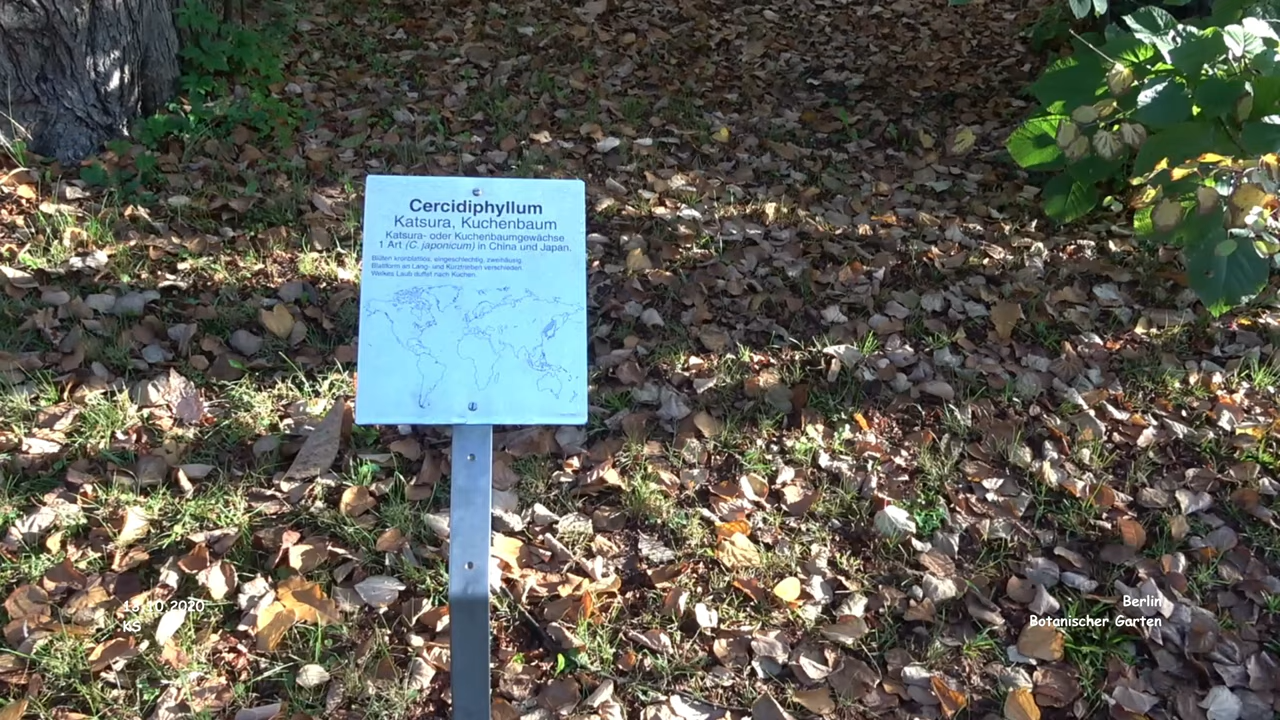 Cercidiphyllum
Katsura, Kuchenbaum
Katsura- oder Kuchenbaumgewächse
1 Art (C. japonicum) in China und Japan.
Blüten kronblattlos, eingeschlechtig, zweihäusig.
Blattform an Lang- und Kurztrieben verschieden.
Welkes Laub duftet nach Kuchen.
13.10.2020
KS
Berlin
Botanischer Garten